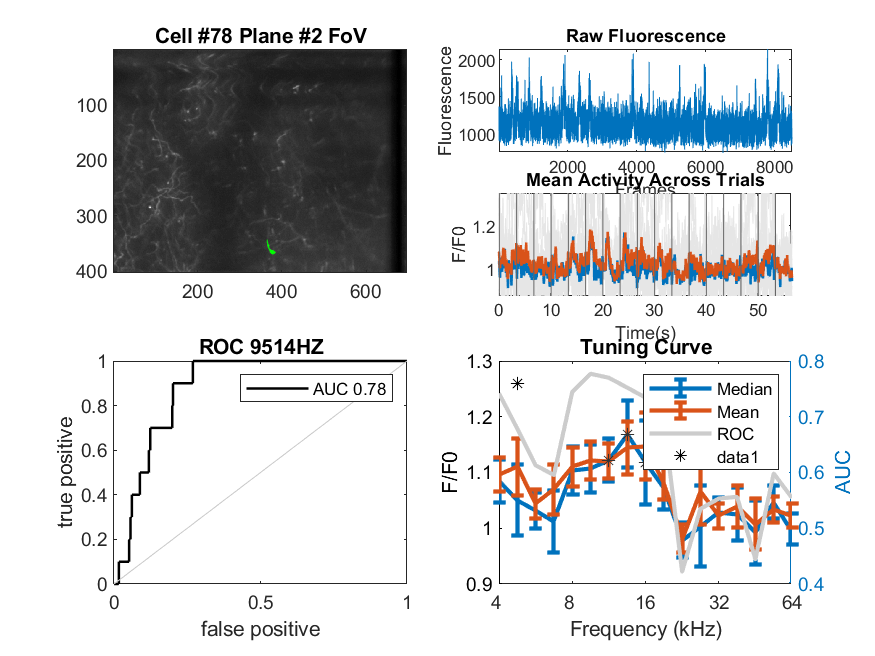 Cell #78 Plane #2 FoV
100
200
300
400
200
400
600
Raw Fluorescence
Fluorescence
2000
1500
1000
2000
4000
6000
8000
Frames
Mean Activity Across Trials
F/F0
1.2
1
0
10
20
30
40
50
Time(s)
ROC 9514HZ
true positive
1
0.8
0.6
0.4
0.2
0
AUC 0.78
0
0.5
1
false positive
Tuning Curve
F/F0
1.3
1.2
1.1
1
0.9
Median
Mean
ROC
data1
0.8
0.7
0.6
0.5
0.4
AUC
4
8
16
32
64
Frequency (kHz)